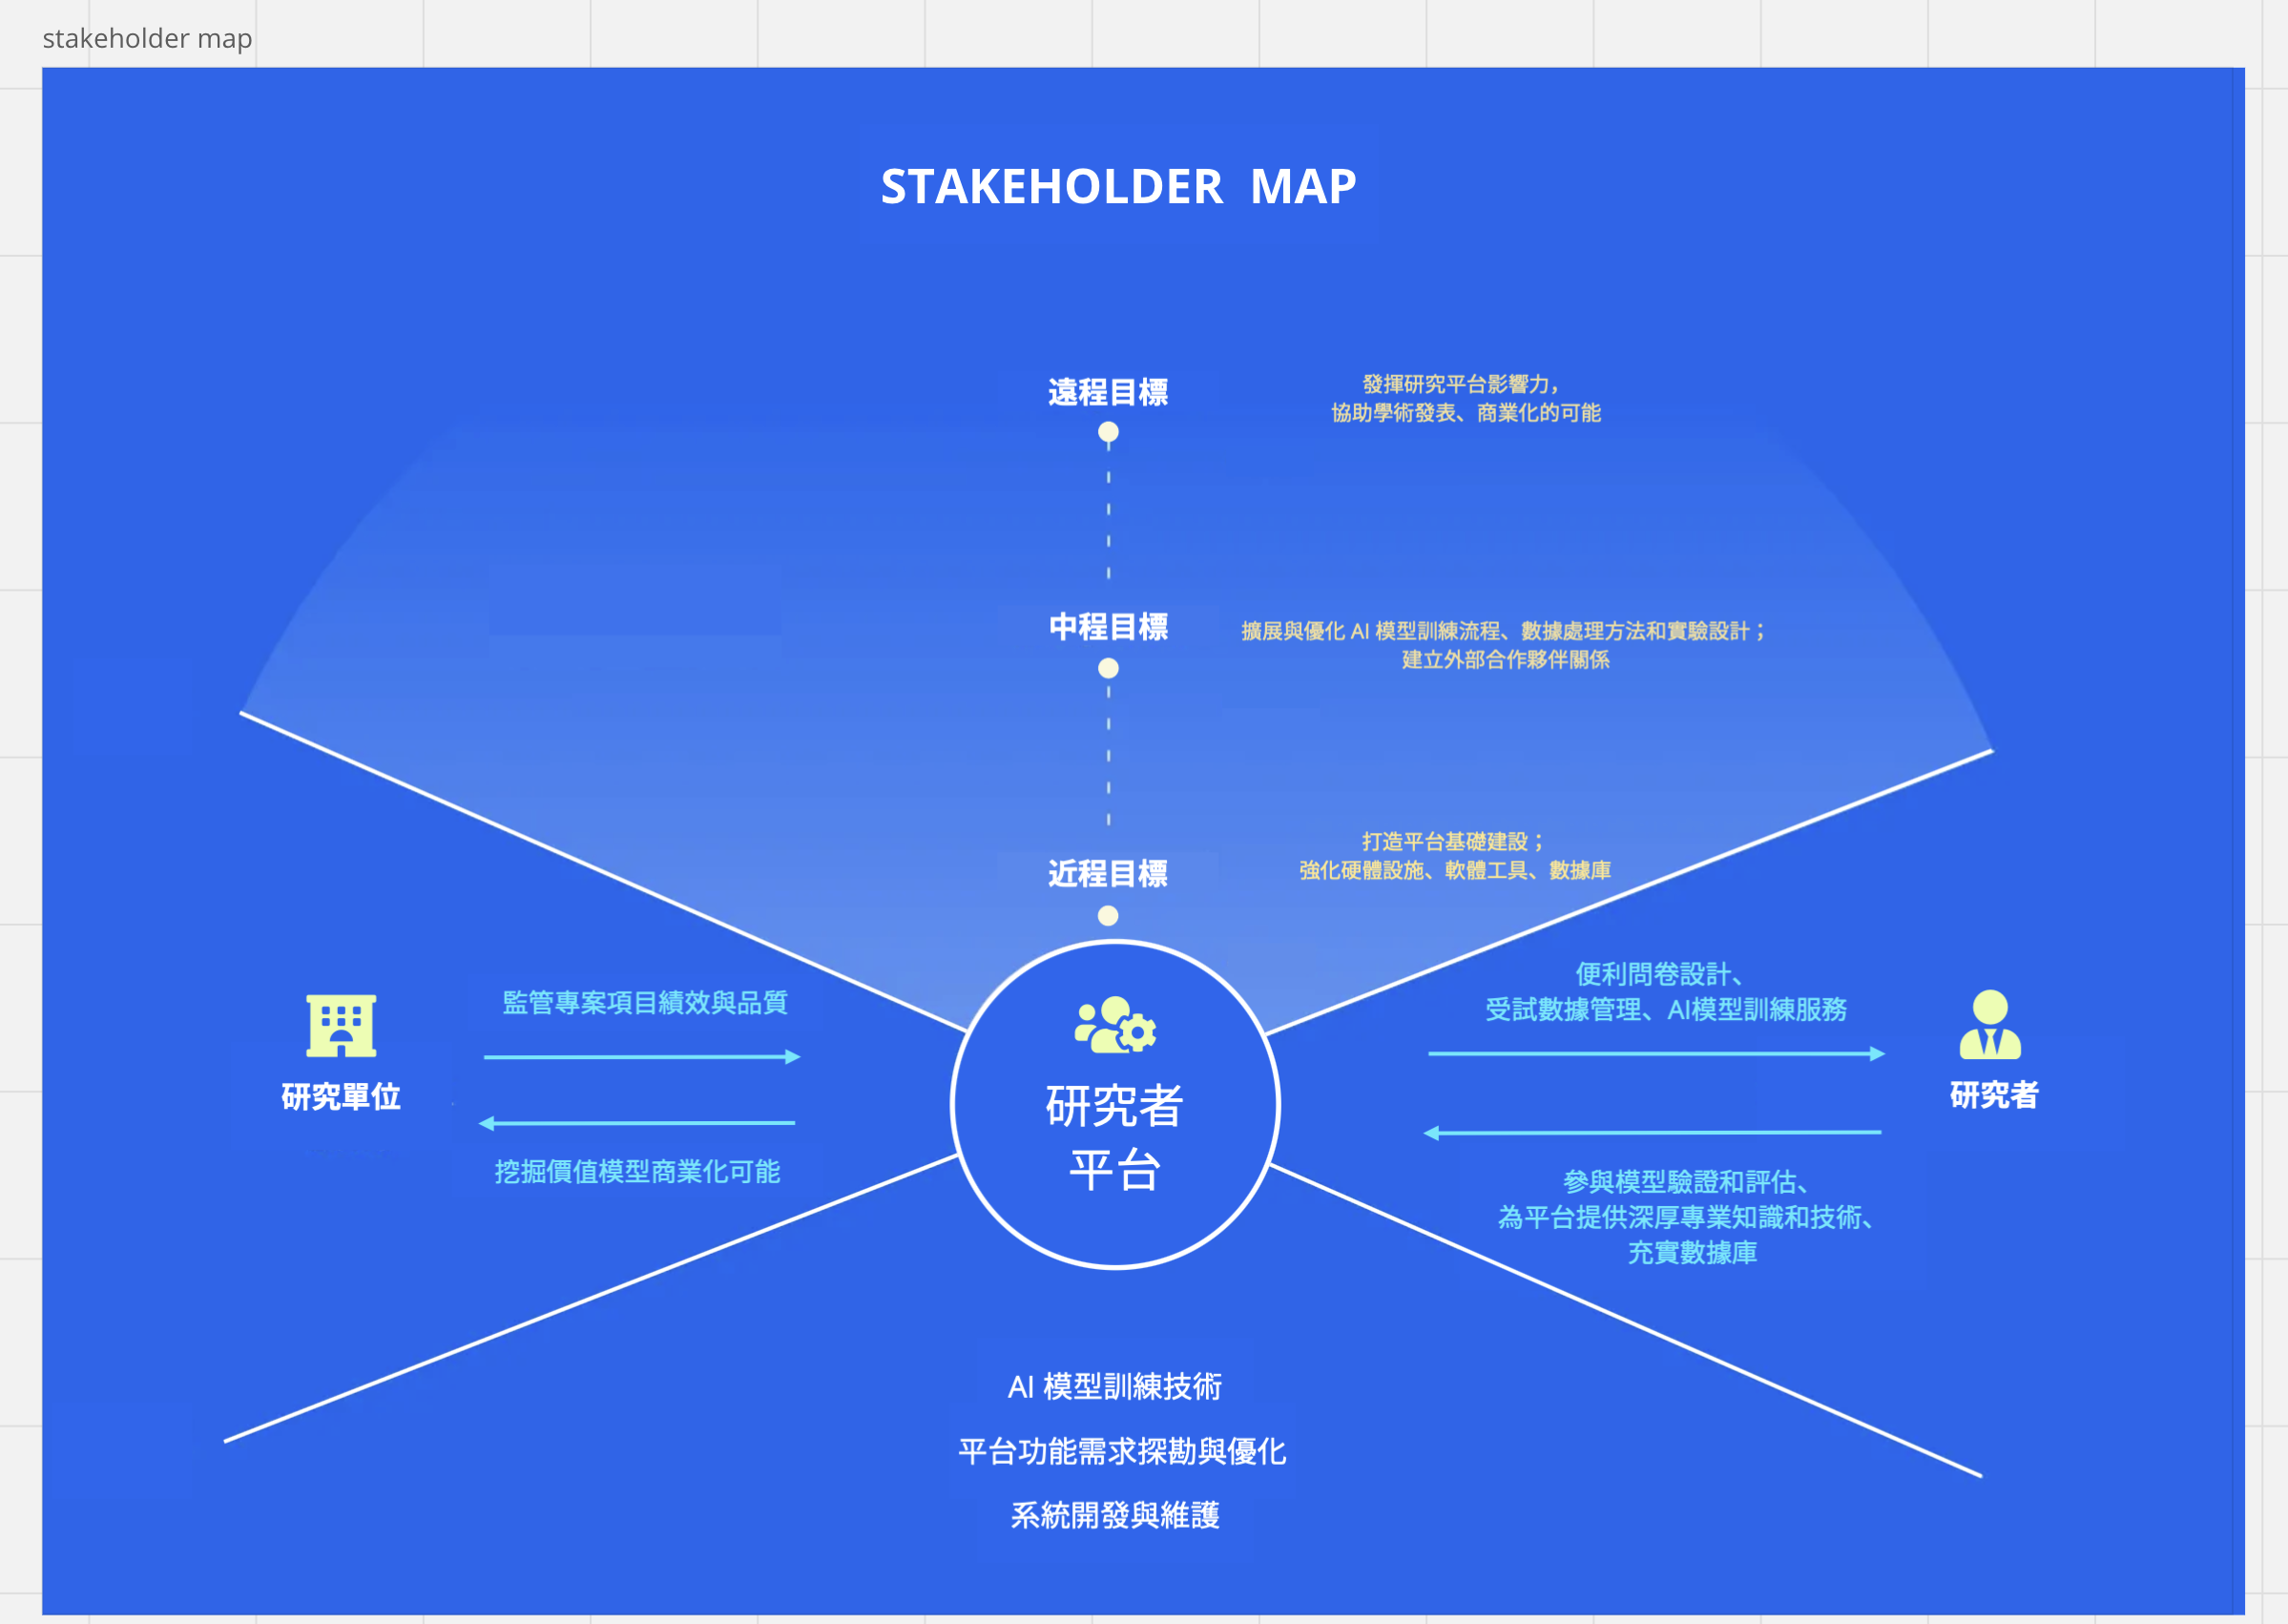 stakeholder map
STAKEHOLDER MAP
遠程目標
發揮研究平台影響力，
協助學術發表、商業化的可能
中程目標
擴展與優化 AI 模型訓練流程、數據處理方法和實驗設計；
建立外部合作夥伴關係
近程目標
打造平台基礎建設；
強化硬體設施、軟體工具、數據庫
監管專案項目績效與品質
研究單位
挖掘價值模型商業化可能
研究者
平台
便利問卷設計、
受試數據管理、AI模型訓練服務
研究者
參與模型驗證和評估、
為平台提供深厚專業知識和技術、
充實數據庫
AI 模型訓練技術
平台功能需求探勘與優化
系統開發與維護